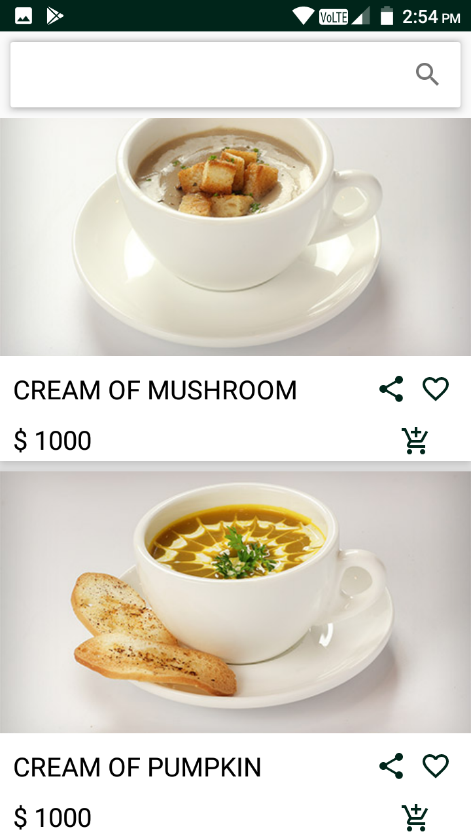 VoLTE 2:54 PM
CREAM OF MUSHROOM
$ 1000
CREAM OF PUMPKIN
$ 1000